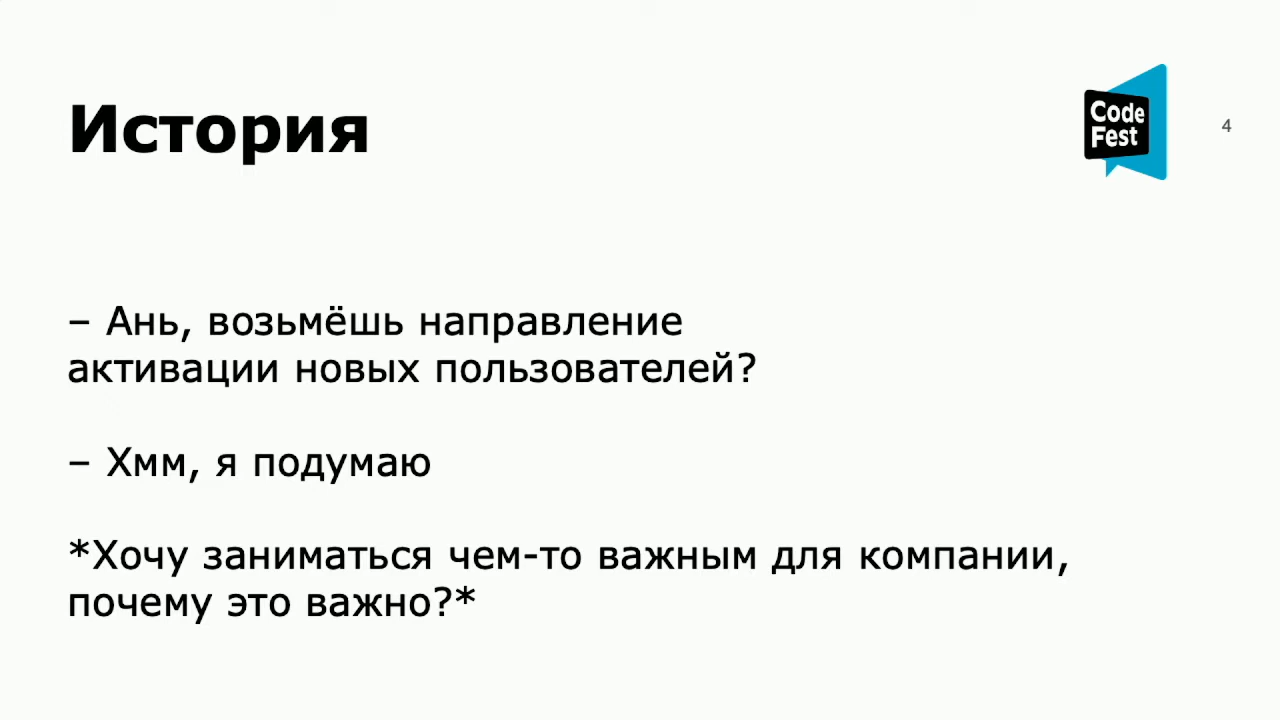 История
Code
Fest
4
– Ань, возьмёшь направление
активации новых пользователей?
– Хмм, я подумаю
*Хочу заниматься чем-то важным для компании,
почему это важно?*